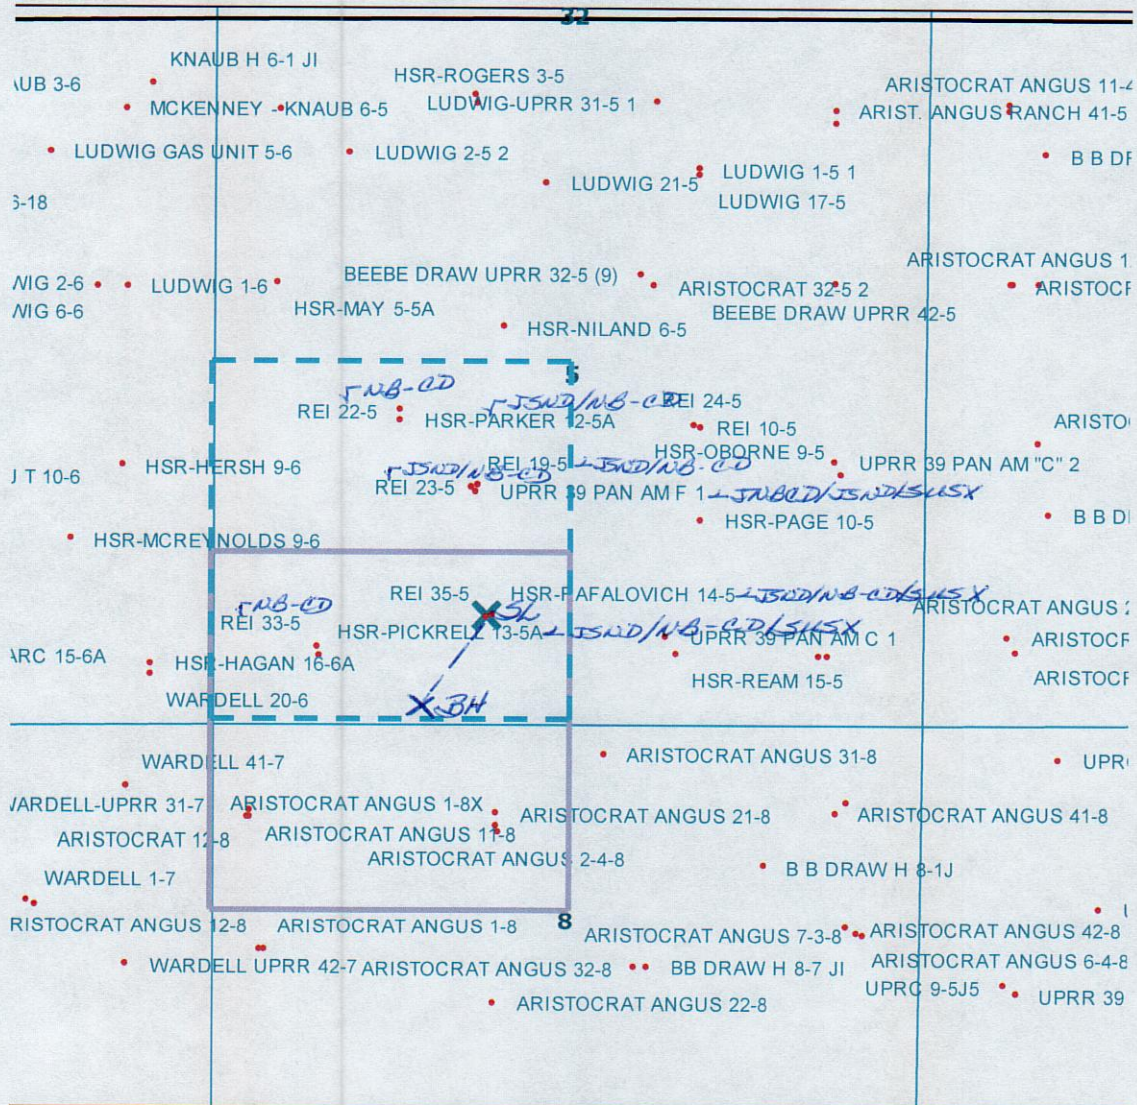 32
KNAUB H 6-1 JI
AUB 3-6
HSR-ROGERS 3-5
ARISTOCRAT ANGUS 11-4
MCKENNEY - KNAUB 6-5
LUDWIG-UPRR 31-5 1
ARIST. ANGUS RANCH 41-5
LUDWIG GAS UNIT 5-6
LUDWIG 2-5 2
B B DR
LUDWIG 21-5
LUDWIG 1-5 1
6-18
LUDWIG 17-5
ARISTOCRAT ANGUS 1
WIG 2-6
LUDWIG 1-6
BEEBE DRAW UPRR 32-5 (9)
ARISTOCRAT 32-5 2
ARISTOCR
WIG 6-6
HSR-MAY 5-5A
BEEBE DRAW UPRR 42-5
HSR-NILAND 6-5
5
NB-CD
REI 22-5
JSND/NB-CD
REI 24-5
HSR-PARKER 12-5A
REI 10-5
ARISTO
HSR-OBORNE 9-5
J T 10-6
HSR-HERSH 9-6
JSND/NB-CD
REI 19-5
JSND/NB-CD
UPRR 39 PAN AM "C" 2
REI 23-5
UPRR 39 PAN AM F 1
JNBCD/JSND/SUSX
HSR-PAGE 10-5
B B D
HSR-MCREYNOLDS 9-6
REI 35-5
HSR-RAFALOVICH 14-5
JSND/NB-CD/SUSX
NB-CD
SL
ARISTOCRAT ANGUS 2
REI 33-5
HSR-PICKRELL 13-5A
JSND/NB-CD/SUSX
UPRR 39 PAN AM C 1
ARISTOCR
ARC 15-6A
HSR-HAGAN 16-6A
HSR-REAM 15-5
ARISTOCR
WARDELL 20-6
X BH
WARDELL 41-7
ARISTOCRAT ANGUS 31-8
UPR
WARDELL-UPRR 31-7
ARISTOCRAT ANGUS 1-8X
ARISTOCRAT ANGUS 21-8
ARISTOCRAT ANGUS 41-8
ARISTOCRAT 12-8
ARISTOCRAT ANGUS 11-8
ARISTOCRAT ANGUS 2-4-8
WARDELL 1-7
B B DRAW H 8-1J
RISTOCRAT ANGUS 12-8
ARISTOCRAT ANGUS 1-8
8
ARISTOCRAT ANGUS 7-3-8
ARISTOCRAT ANGUS 42-8
WARDELL UPRR 42-7
ARISTOCRAT ANGUS 32-8
BB DRAW H 8-7 JI
ARISTOCRAT ANGUS 6-4-8
UPRC 9-5J5
UPRR 39
ARISTOCRAT ANGUS 22-8